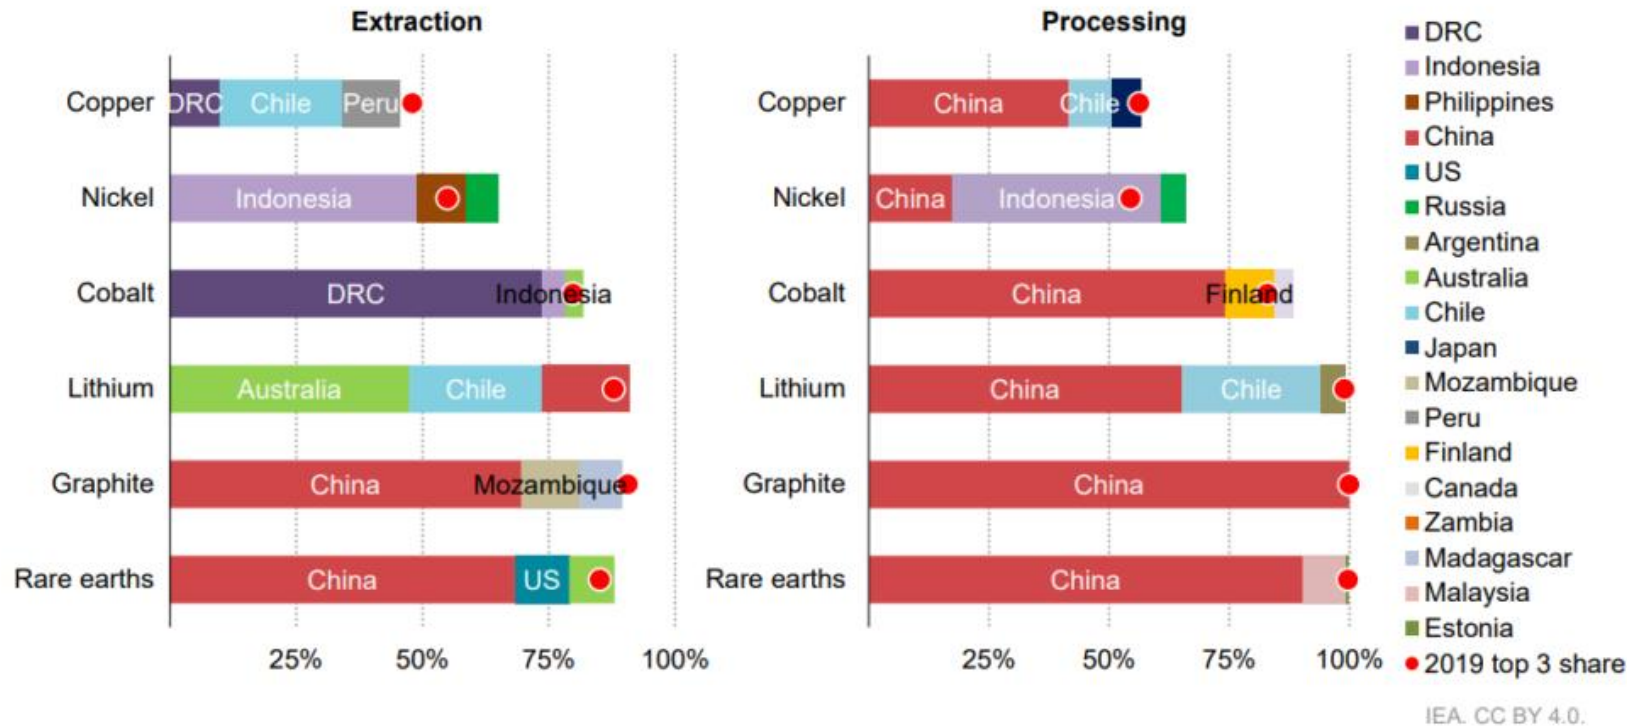 Extraction
Copper DRC Chile Peru
Nickel Indonesia
Cobalt DRC Indonesia
Lithium Australia Chile
Graphite China Mozambique
Rare earths China US
25% 50% 75% 100%
Processing
Copper China Chile
Nickel China Indonesia
Cobalt China Finland
Lithium China Chile
Graphite China
Rare earths China
25% 50% 75% 100%
DRC
Indonesia
Philippines
China
US
Russia
Argentina
Australia
Chile
Japan
Mozambique
Peru
Finland
Canada
Zambia
Madagascar
Malaysia
Estonia
2019 top 3 share
IEA. CC BY 4.0.